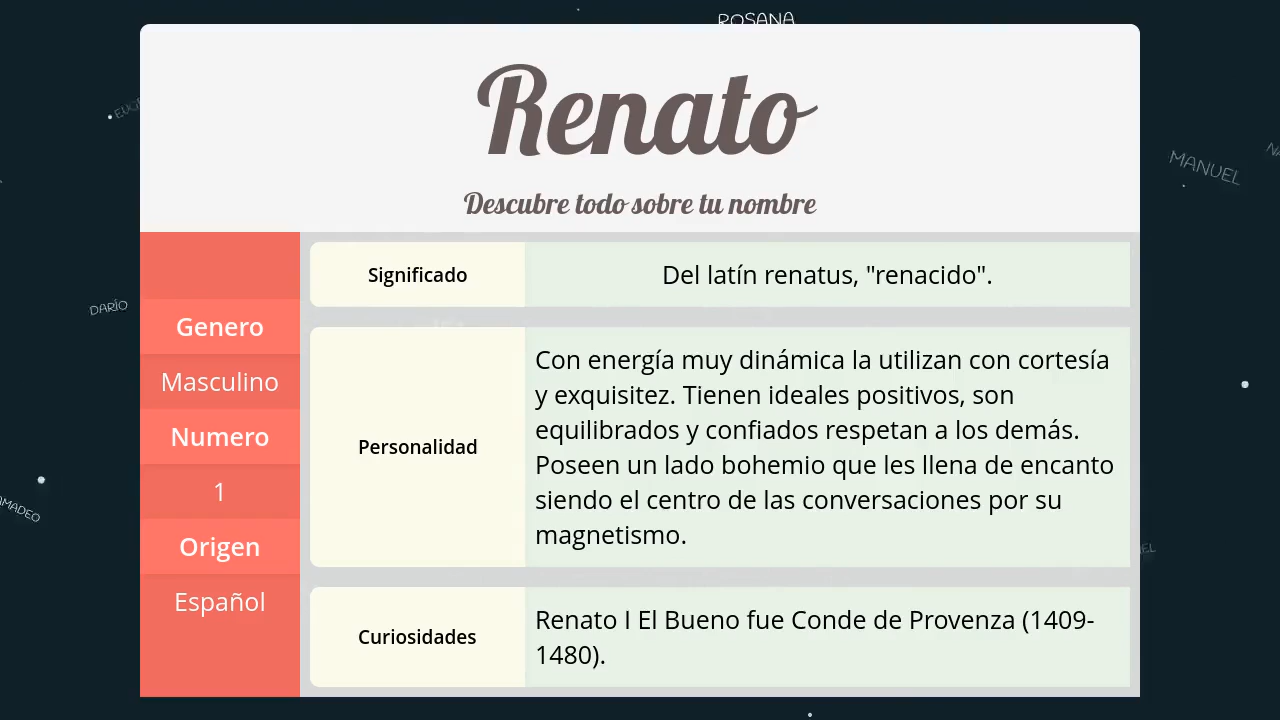 ROSANA
Renato
Descubre todo sobre tu nombre
MANUEL
DARÍO
AMADEO
Genero
Masculino
Numero
1
Origen
Español
Significado
Del latín renatus, "renacido".
Personalidad
Con energía muy dinámica la utilizan con cortesía
y exquisitez. Tienen ideales positivos, son
equilibrados y confiados respetan a los demás.
Poseen un lado bohemio que les llena de encanto
siendo el centro de las conversaciones por su
magnetismo.
Curiosidades
Renato I El Bueno fue Conde de Provenza (1409-
1480).